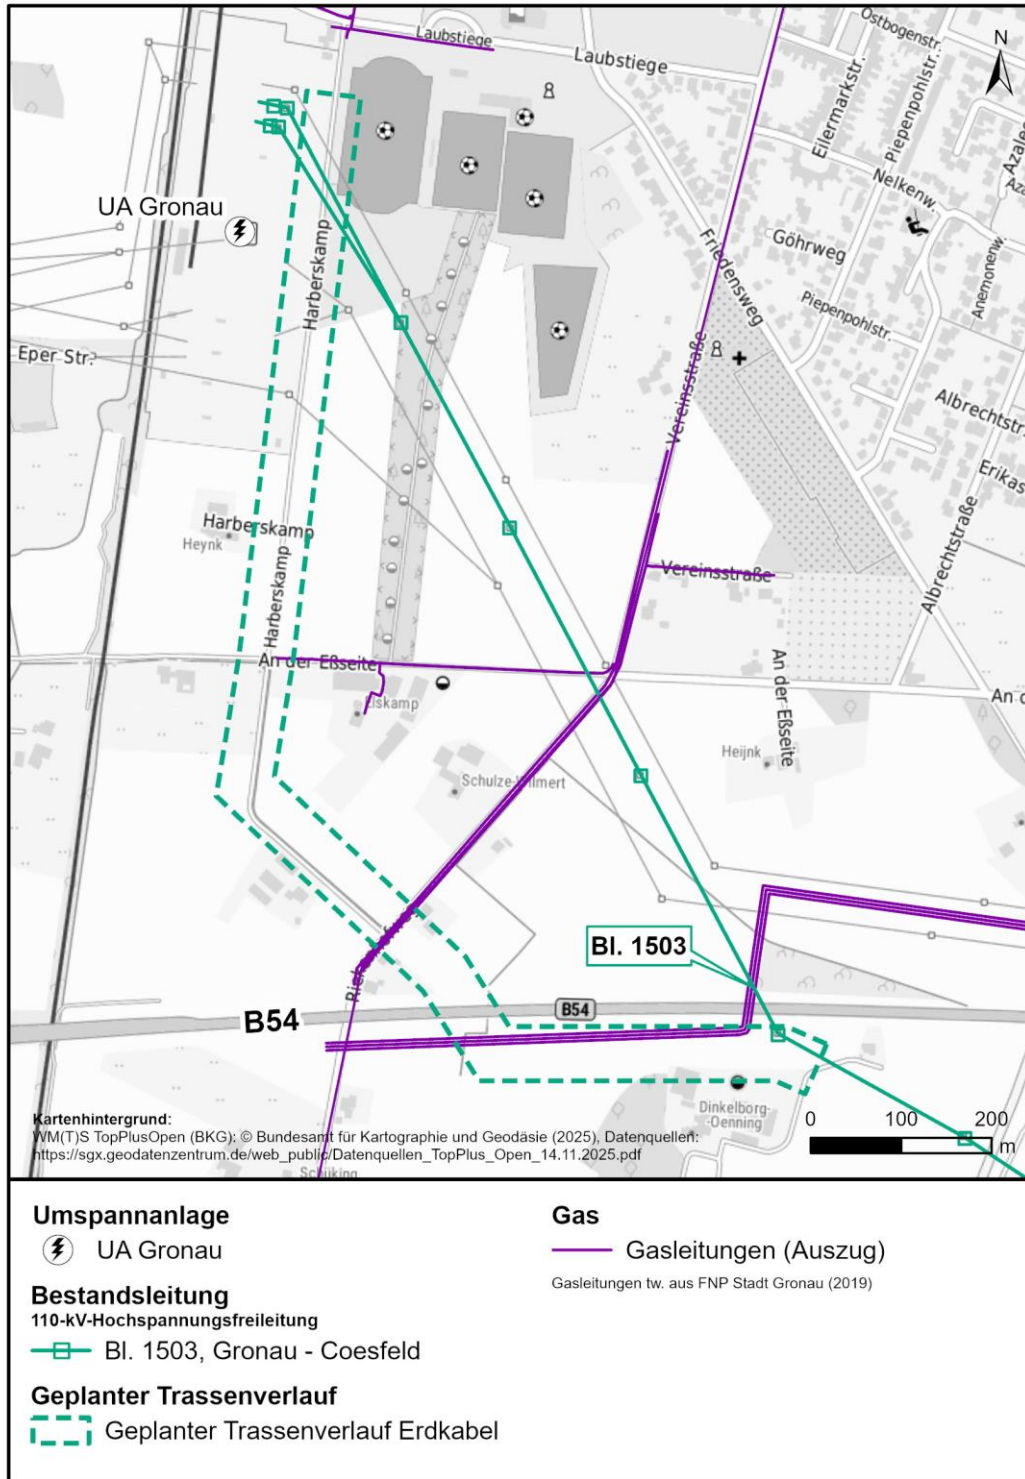 Laubstiege
Laubstiege
Ostbogenstr.
N
Eilermarkstr.
Piepenpohlstr.
Nelkenw.
UA Gronau
Harberskamp
Friedensweg
Göhrweg
Anemonenw.
Piepenpohlstr.
Eper Str.
Vereinsstraße
Albrechtstr.
Erikas
Harberskamp
Heynk
Harberskamp
Vereinsstraße
Albrechtstraße
An der Eßseite
An der Eßseite
An d
Elskamp
Heijnk
Schulze-
Bl. 1503
B54
B54
Dinkelborg-
-Oenning
Kartenhintergrund:
WM(T)S TopPlusOpen (BKG): © Bundesamt für Kartographie und Geodäsie (2025), Datenquellen:
https://sgx.geodatenzentrum.de/web_public/Datenquellen_TopPlus_Open_14.11.2025.pdf
Schüking
0 100 200
m
Umspannanlage
UA Gronau
Bestandsleitung
110-kV-Hochspannungsfreileitung
Bl. 1503, Gronau - Coesfeld
Geplanter Trassenverlauf
Geplanter Trassenverlauf Erdkabel
Gas
Gasleitungen (Auszug)
Gasleitungen tw. aus FNP Stadt Gronau (2019)